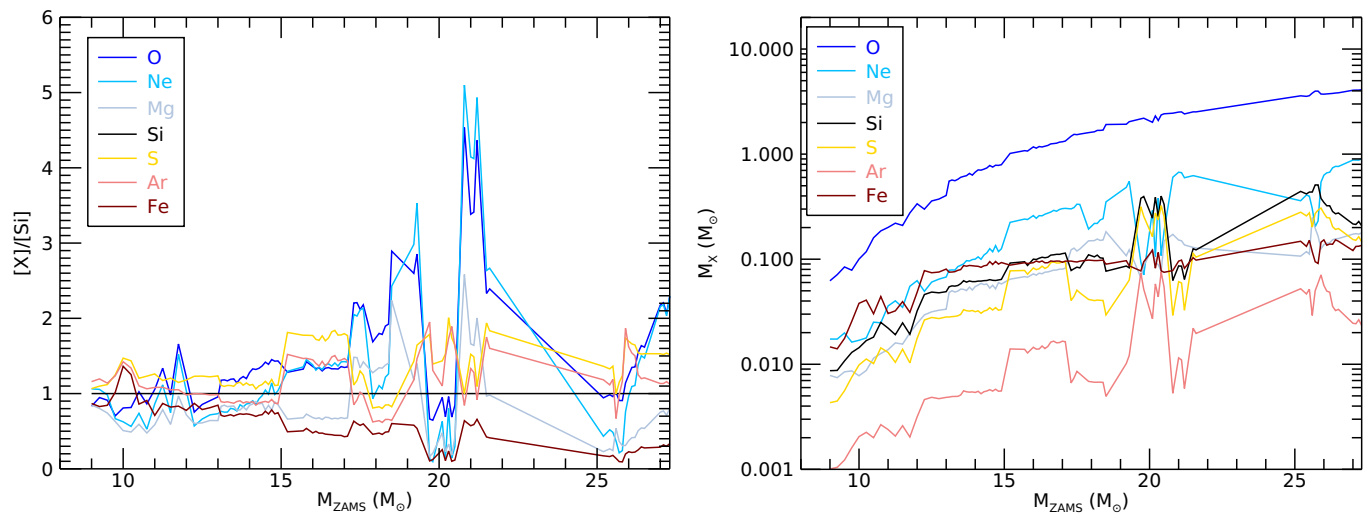 6
5
4
3
2
1
0
[X]/[Si]
O
Ne
Mg
Si
S
Ar
Fe
10 15 20 25
M_ZAMS (M_⊙)
10.000
1.000
0.100
0.010
0.001
M_X (M_⊙)
O
Ne
Mg
Si
S
Ar
Fe
10 15 20 25
M_ZAMS (M_⊙)